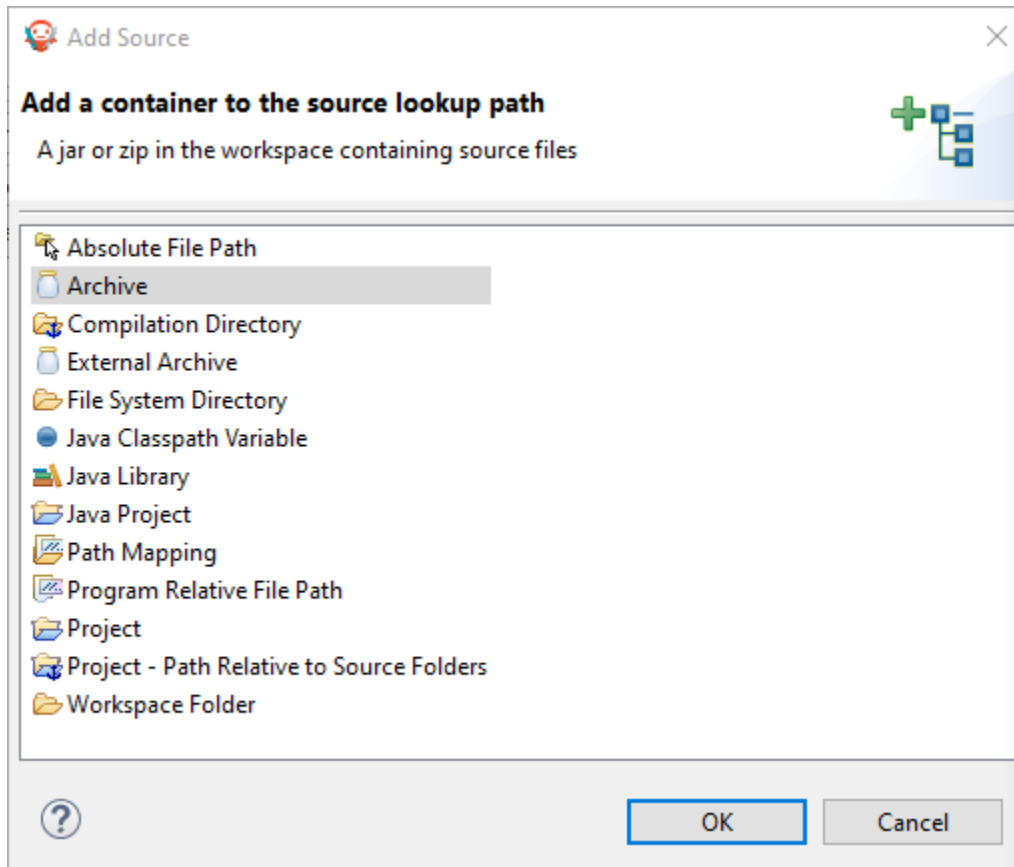 Add Source
Add a container to the source lookup path
A jar or zip in the workspace containing source files
Absolute File Path
Archive
Compilation Directory
External Archive
File System Directory
Java Classpath Variable
Java Library
Java Project
Path Mapping
Program Relative File Path
Project
Project - Path Relative to Source Folders
Workspace Folder
?
OK
Cancel